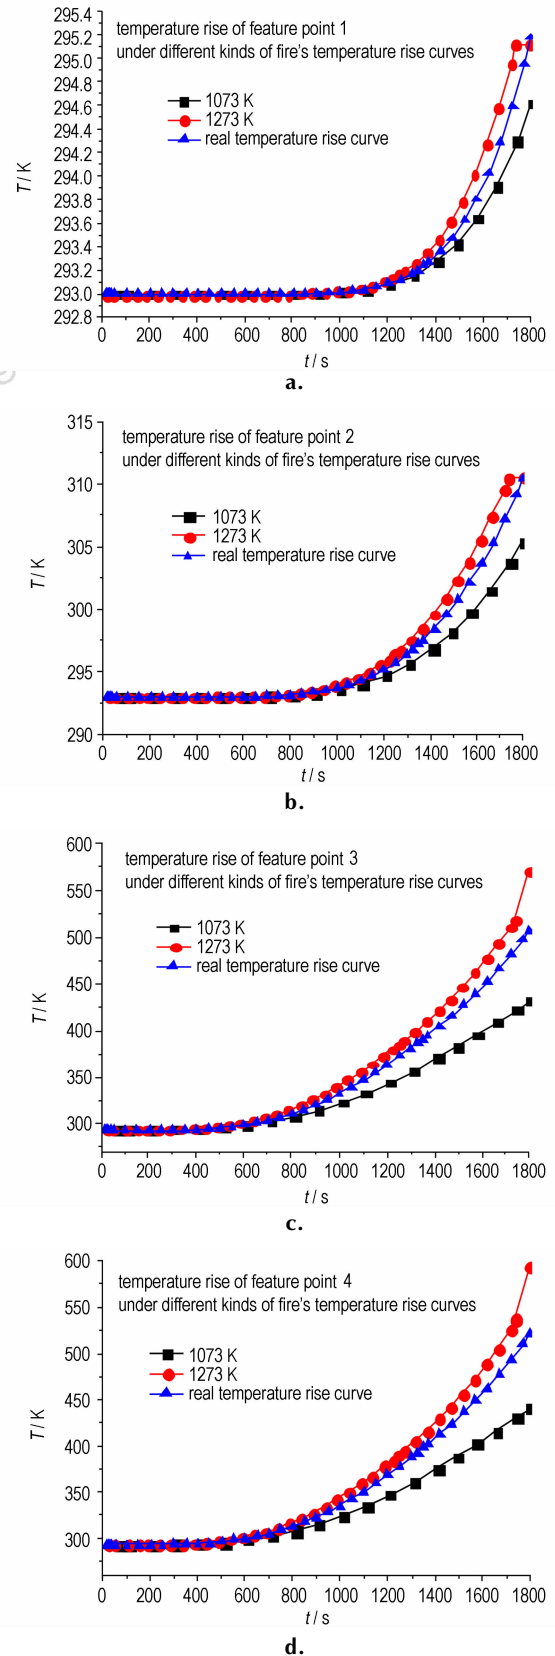 temperature rise of feature point 1
under different kinds of fire's temperature rise curves
1073 K
1273 K
real temperature rise curve
295.4
295.2
295.0
294.8
294.6
294.4
294.2
294.0
293.8
293.6
293.4
293.2
293.0
292.8
T / K
0 200 400 600 800 1000 1200 1400 1600 1800
t / s
a.
temperature rise of feature point 2
under different kinds of fire's temperature rise curves
1073 K
1273 K
real temperature rise curve
315
310
305
300
295
290
T / K
0 200 400 600 800 1000 1200 1400 1600 1800
t / s
b.
temperature rise of feature point 3
under different kinds of fire's temperature rise curves
1073 K
1273 K
real temperature rise curve
600
550
500
450
400
350
300
T / K
0 200 400 600 800 1000 1200 1400 1600 1800
t / s
c.
temperature rise of feature point 4
under different kinds of fire's temperature rise curves
1073 K
1273 K
real temperature rise curve
600
550
500
450
400
350
300
T / K
0 200 400 600 800 1000 1200 1400 1600 1800
t / s
d.